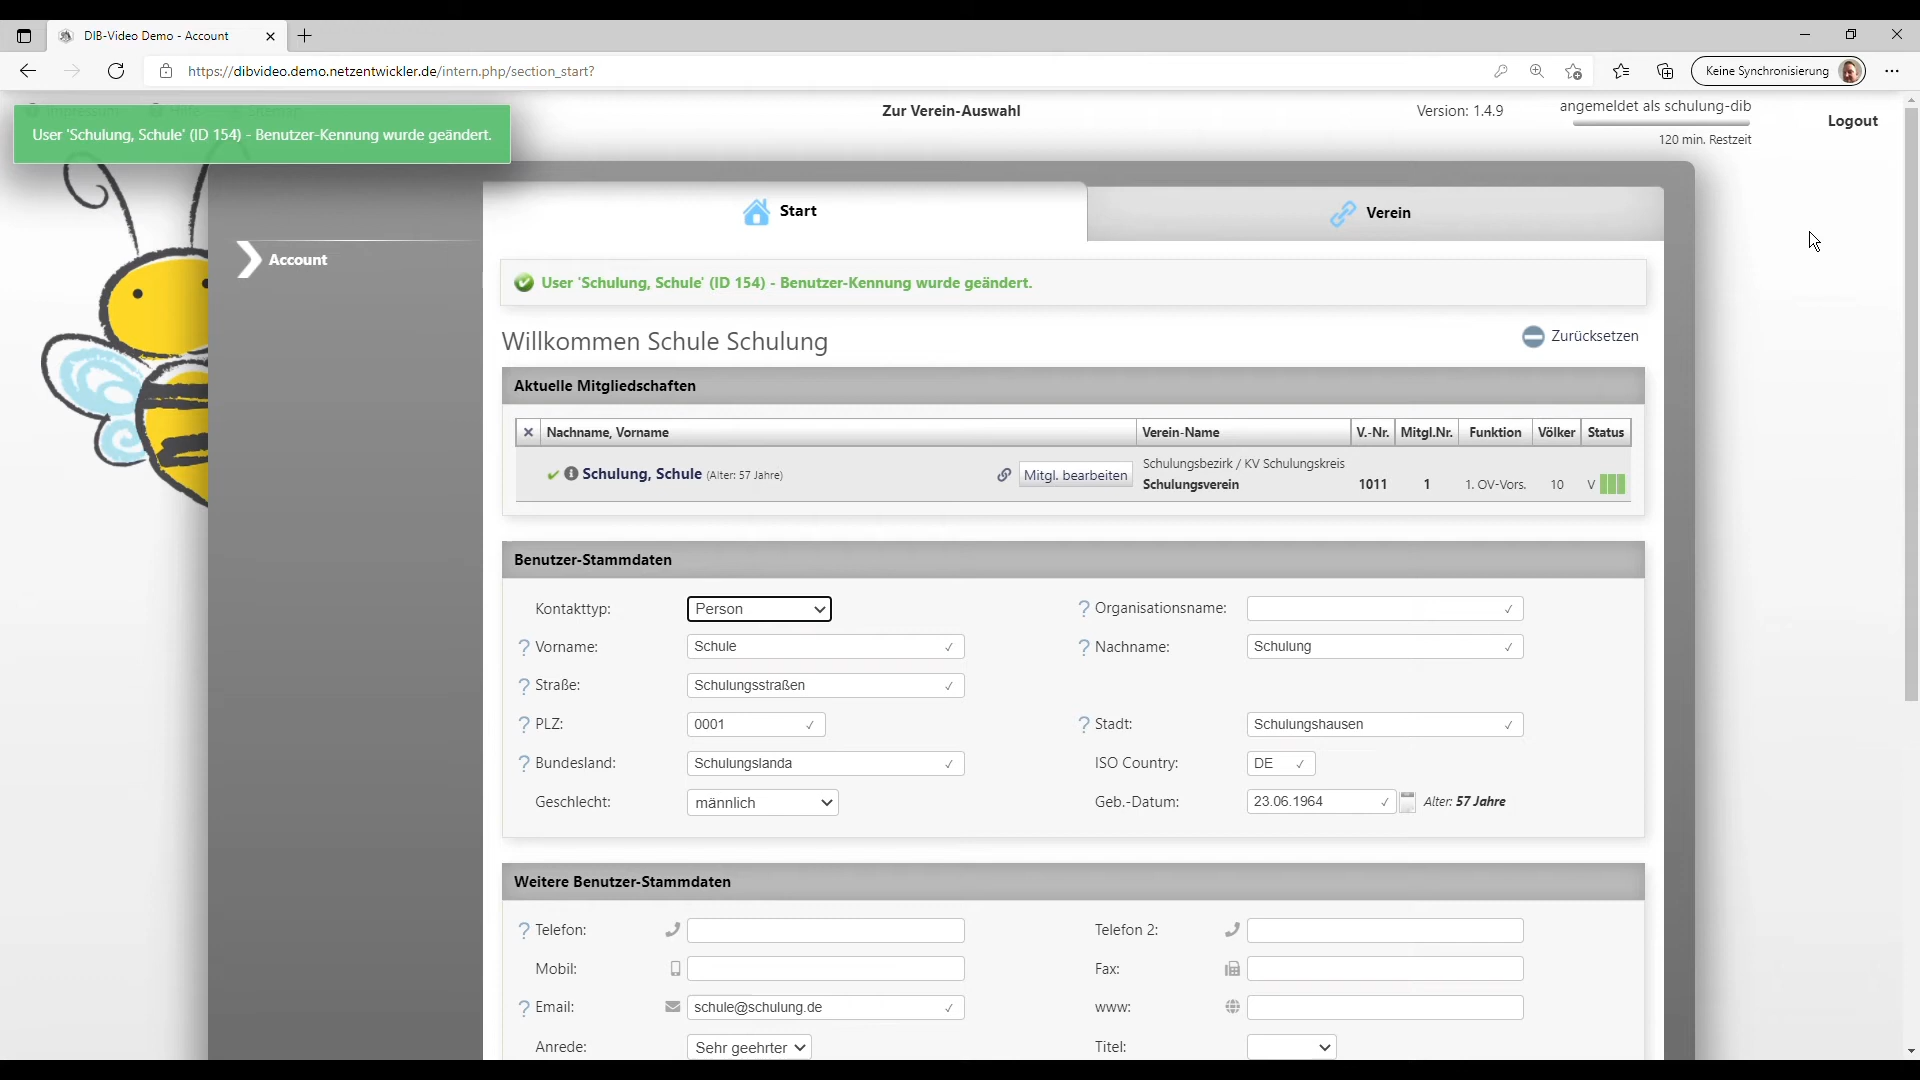 DIB-Video Demo - Account
https://dibvideo.demo.netzentwickler.de/intern.php/section_start?
Keine Synchronisierung
Zur Verein-Auswahl
Version: 1.4.9
angemeldet als schulung-dib
120 min. Restzeit
Logout
User 'Schulung, Schule' (ID 154) - Benutzer-Kennung wurde geändert.
Start
Verein
Account
User 'Schulung, Schule' (ID 154) - Benutzer-Kennung wurde geändert.
Willkommen Schule Schulung
Zurücksetzen
Aktuelle Mitgliedschaften
Nachname, Vorname Verein-Name V.-Nr. Mitgl.Nr. Funktion Völker Status
Schulungsbezirk / KV Schulungskreis
Schulung, Schule (Alter: 57 Jahre) Mitgl. bearbeiten
Schulungsverein 1011 1 1. OV-Vors. 10 V
Benutzer-Stammdaten
Kontakttyp: Person ? Organisationsname:
? Vorname: Schule ? Nachname: Schulung
? Straße: Schulungsstraßen
? PLZ: 0001 ? Stadt: Schulungshausen
? Bundesland: Schulungslanda ISO Country: DE
Geschlecht: männlich Geb.-Datum: 23.06.1964 Alter: 57 Jahre
Weitere Benutzer-Stammdaten
? Telefon: Telefon 2:
Mobil: Fax:
? Email: schule@schulung.de www:
Anrede: Sehr geehrter Titel: